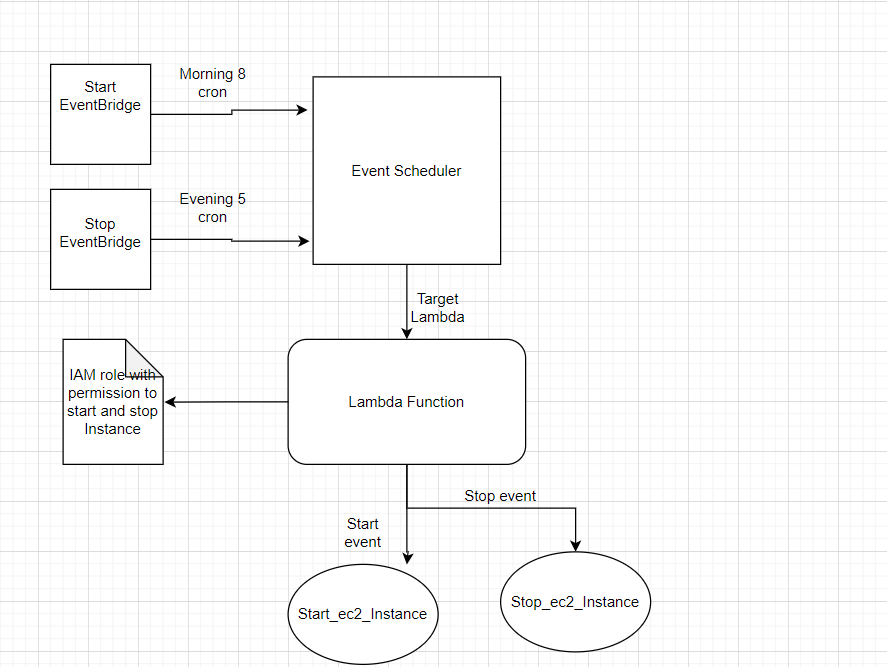 Start
EventBridge
Morning 8
cron
Event Scheduler
Stop
EventBridge
Evening 5
cron
Target
Lambda
IAM role with
permission to
start and stop
Instance
Lambda Function
Stop event
Start
event
Start_ec2_Instance
Stop_ec2_Instance